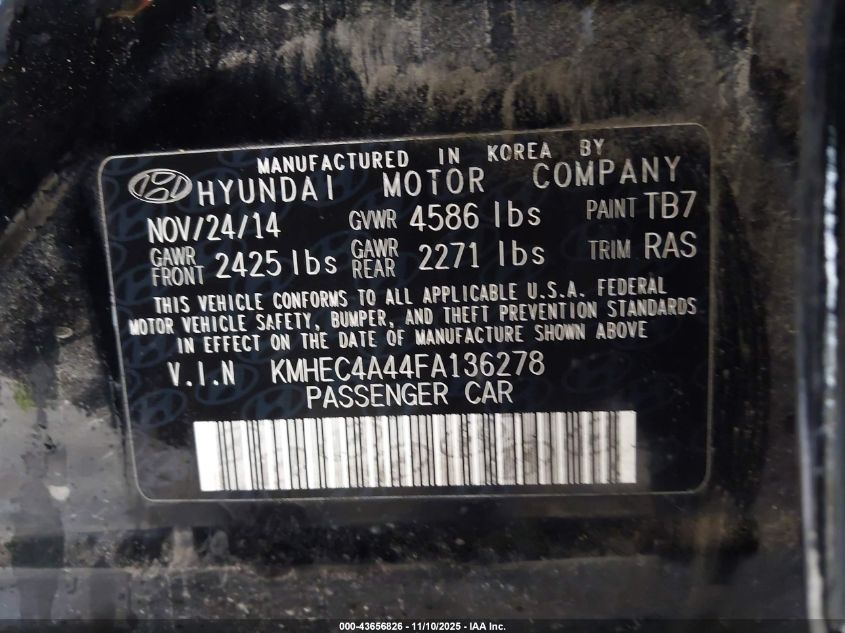 MANUFACTURED IN KOREA BY
HYUNDAI MOTOR COMPANY
NOV/24/14 GVWR 4586 lbs PAINT TB7
GAWR FRONT 2425 lbs GAWR REAR 2271 lbs TRIM RAS
THIS VEHICLE CONFORMS TO ALL APPLICABLE U.S.A. FEDERAL
MOTOR VEHICLE SAFETY, BUMPER, AND THEFT PREVENTION STANDARDS
IN EFFECT ON THE DATE OF MANUFACTURE SHOWN ABOVE
V.I.N KMHEC4A44FA136278
PASSENGER CAR
000-43656826 - 11/10/2025 - IAA Inc.